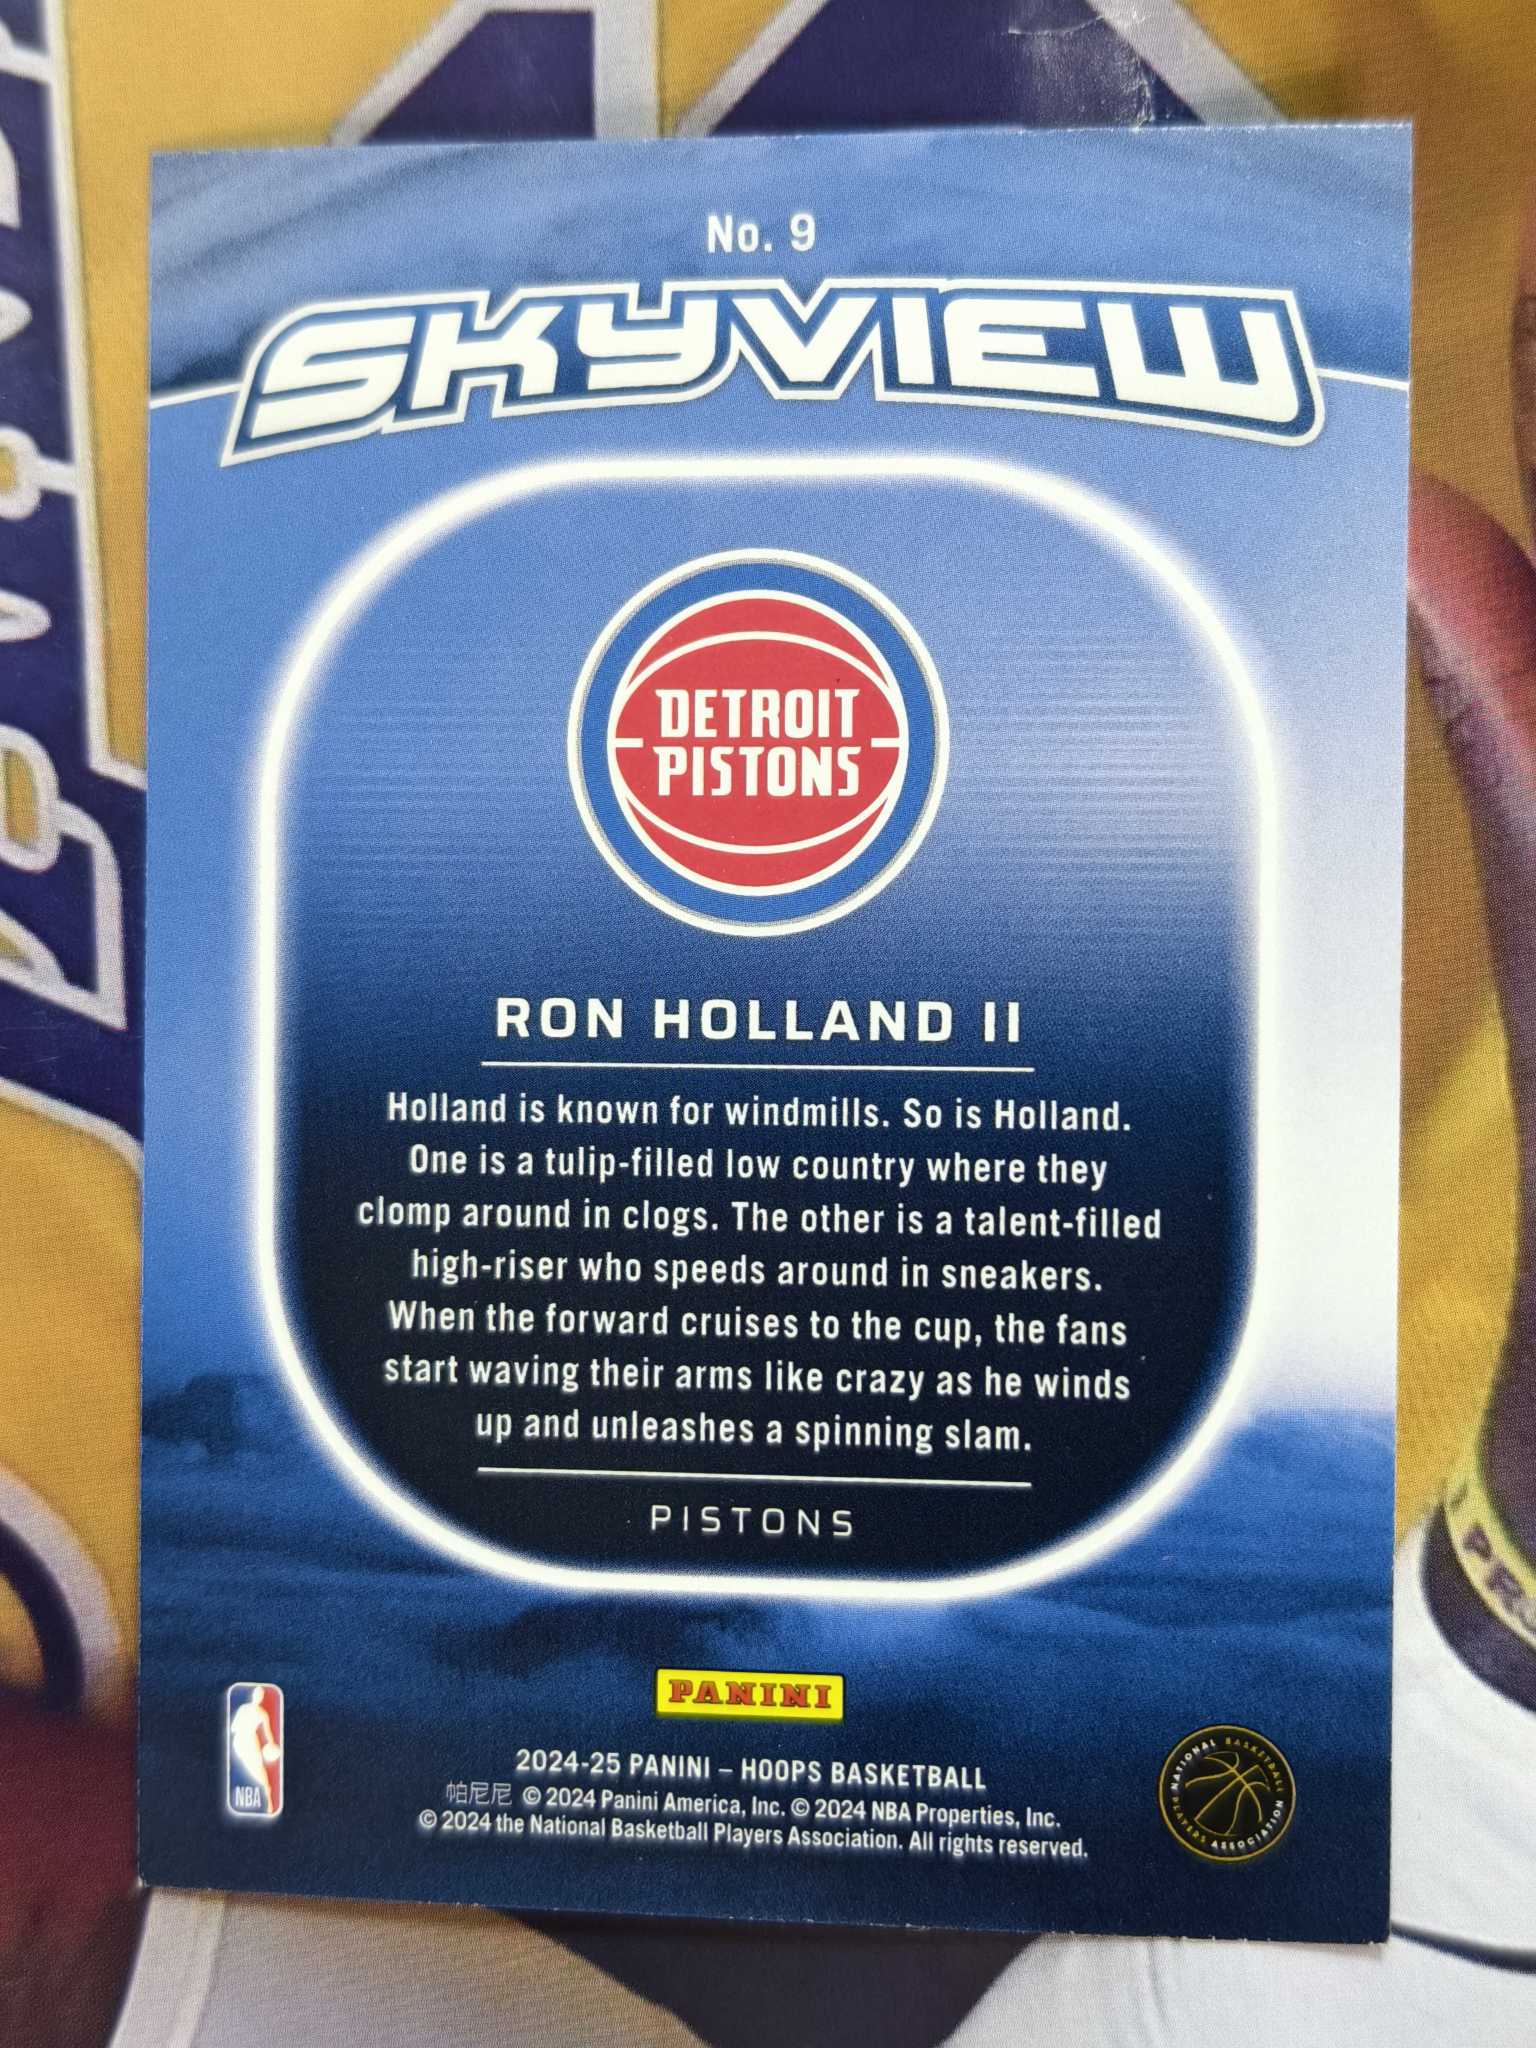 No. 9
SKYVIEW
DETROIT
PISTONS
RON HOLLAND II
Holland is known for windmills. So is Holland.
One is a tulip-filled low country where they
clomp around in clogs. The other is a talent-filled
high-riser who speeds around in sneakers.
When the forward cruises to the cup, the fans
start waving their arms like crazy as he winds
up and unleashes a spinning slam.
PISTONS
PANINI
NBA
2024-25 PANINI – HOOPS BASKETBALL
帕尼尼 © 2024 Panini America, Inc. © 2024 NBA Properties, Inc.
© 2024 the National Basketball Players Association. All rights reserved.
NATIONAL BASKETBALL
PLAYERS ASSOCIATION